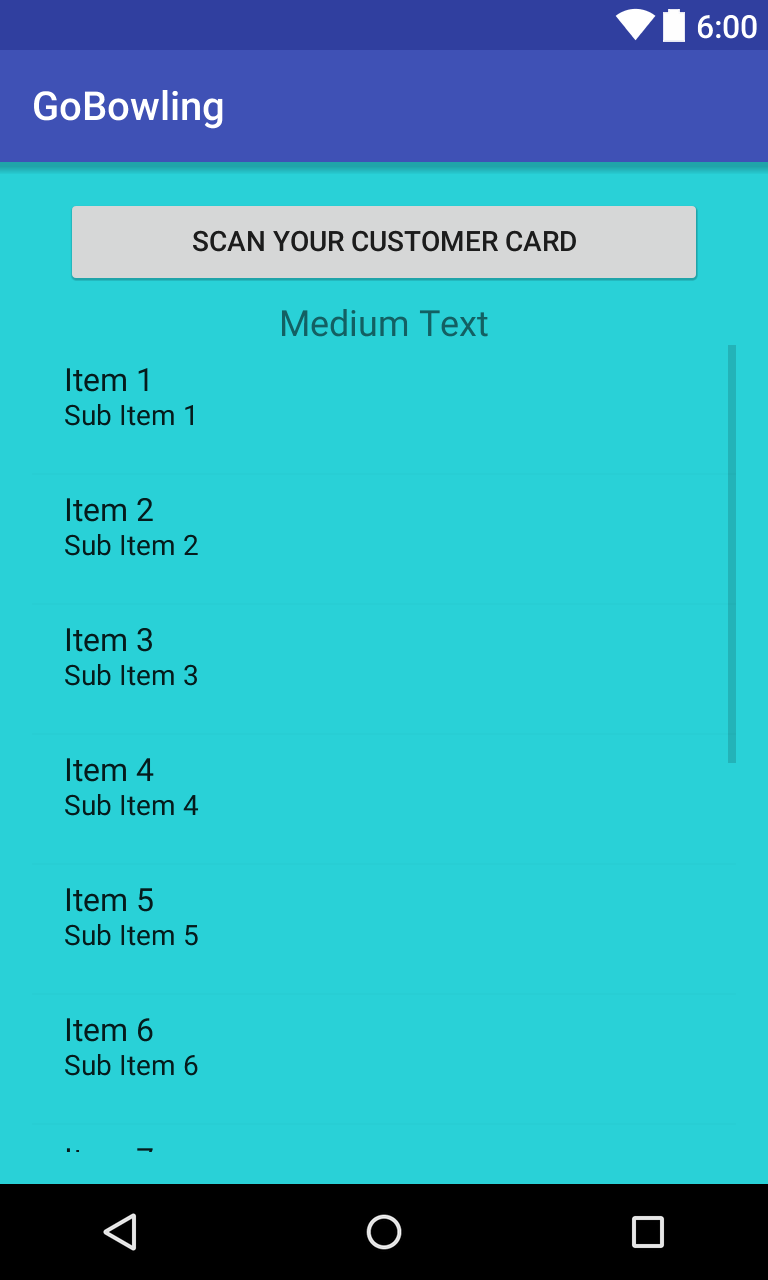 6:00
GoBowling
SCAN YOUR CUSTOMER CARD
Medium Text
Item 1
Sub Item 1
Item 2
Sub Item 2
Item 3
Sub Item 3
Item 4
Sub Item 4
Item 5
Sub Item 5
Item 6
Sub Item 6